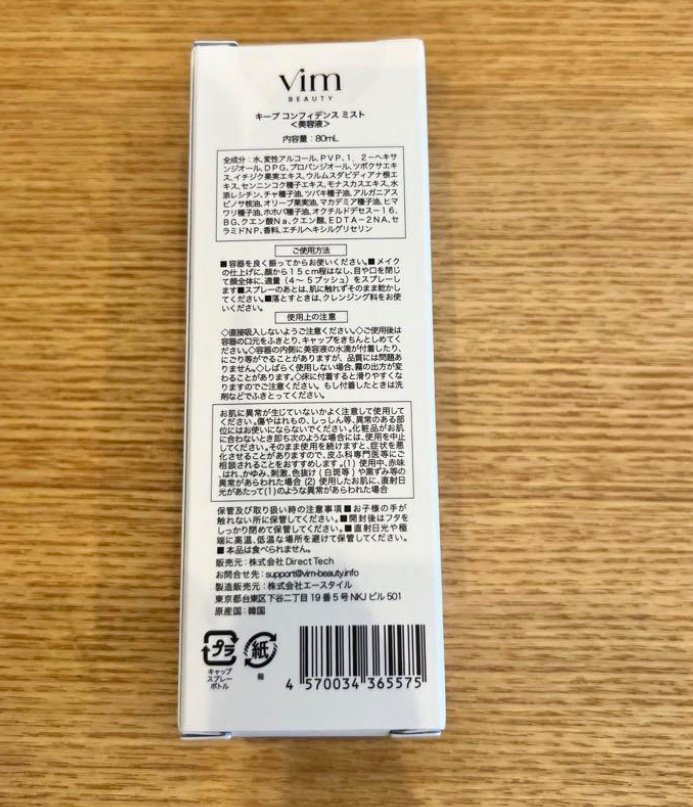 vim
BEAUTY
キープ コンフィデンス ミスト
＜美容液＞
内容量：80mL
全成分：水、変性アルコール、PVP、1，2－ヘキサ
ンジオール、DPG、プロパンジオール、ツボクサエキ
ス、イチジク果実エキス、ウルムスダビディアナ根エ
キス、センニンコク種子エキス、モナスカスエキス、水
添レシチン、チャ種子油、ツバキ種子油、アルガニアス
ピノサ核油、オリーブ果実油、マカデミア種子油、ヒマ
ワリ種子油、ホホバ種子油、オクチルドデセス－16、
BG、クエン酸Na、クエン酸、EDTA－2NA、セ
ラミドNP、香料、エチルヘキシルグリセリン
ご使用方法
■容器を良く振ってからお使いください。■メイク
の仕上げに、顔から15cm程はなし、目や口を閉じ
て顔全体に、適量（4～5プッシュ）をスプレーし
ます■スプレーのあとは、肌に触れずそのまま乾かし
てください。■落とすときは、クレンジング料をお使
いください。
使用上の注意
◇直接吸入しないようご注意ください。◇ご使用後は
容器の口元をふきとり、キャップをきちんとしめてく
ださい。◇容器の内側に美容液の水滴が付着したり、
にごり等がでることがありますが、品質には問題あ
りません。◇しばらく使用しない場合、霧の出方が変
わることがあります。◇床に付着すると滑りやすくな
りますのでご注意ください。もし付着したときは洗
剤などでふきとってください。
お肌に異常が生じていないかよく注意して使用して
ください。傷やはれもの、しっしん等、異常のある部
位にはお使いにならないでください。化粧品がお肌
に合わないとき即ち次のような場合には、使用を中止
してください。そのまま使用を続けますと、症状を悪
化させることがありますので、皮ふ科専門医等にご
相談されることをおすすめします。(1) 使用中、赤味
、はれ、かゆみ、刺激、色抜け(白斑等)や黒ずみ等の
異常があらわれた場合 (2) 使用したお肌に、直射日
光があたって(1)のような異常があらわれた場合
保管及び取り扱い時の注意事項■お子様の手が
触れない所に保管してください。■開封後はフタを
しっかり閉めて保管してください。■直射日光や極
端に高温、低温な場所を避けて保管してください。
■本品は食べられません。
販売元：株式会社 Direct Tech
お問合せ先：support@vim-beauty.info
製造販売元：株式会社エースタイル
東京都台東区下谷二丁目19番5号 NKJ ビル 501
原産国：韓国
プラ
紙
キャップ
スプレー
ボトル
箱
4 570034 365575